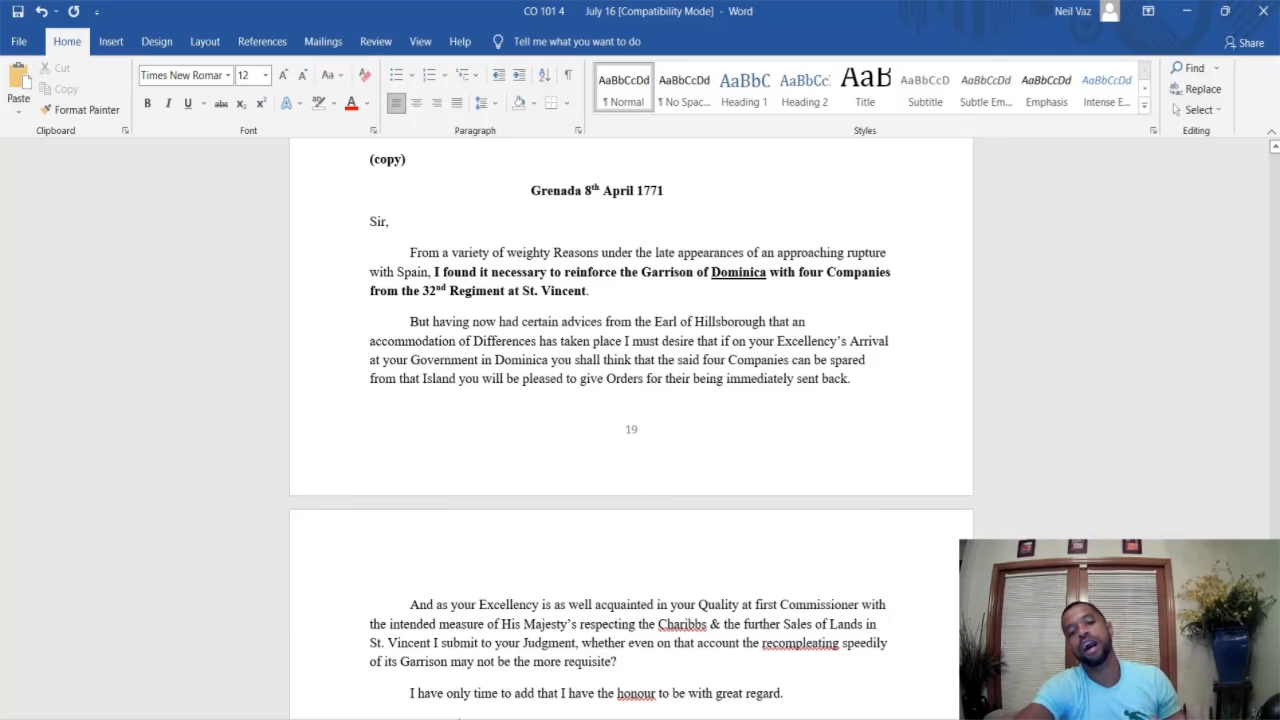 CO 101 4 July 16 [Compatibility Mode] - Word
Neil Vaz
File Home Insert Design Layout References Mailings Review View Help Tell me what you want to do
Share
Paste
Cut
Copy
Format Painter
Clipboard
Times New Romar 12
Aa
B I U abc x2 x2 A A
Font
Paragraph
AaBbCcDd AaBbCcDd AaBbC AaBbCc AaB AaBbCcD AaBbCcDd AaBbCcDd AaBbCcDd
¶ Normal ¶ No Spac... Heading 1 Heading 2 Title Subtitle Subtle Em... Emphasis Intense E...
Styles
Find
Replace
Select
Editing
(copy)
Grenada 8th April 1771
Sir,
From a variety of weighty Reasons under the late appearances of an approaching rupture
with Spain, I found it necessary to reinforce the Garrison of Dominica with four Companies
from the 32nd Regiment at St. Vincent.
But having now had certain advices from the Earl of Hillsborough that an
accommodation of Differences has taken place I must desire that if on your Excellency's Arrival
at your Government in Dominica you shall think that the said four Companies can be spared
from that Island you will be pleased to give Orders for their being immediately sent back.
19
And as your Excellency is as well acquainted in your Quality at first Commissioner with
the intended measure of His Majesty's respecting the Charibbs & the further Sales of Lands in
St. Vincent I submit to your Judgment, whether even on that account the recompleating speedily
of its Garrison may not be the more requisite?
I have only time to add that I have the honour to be with great regard.